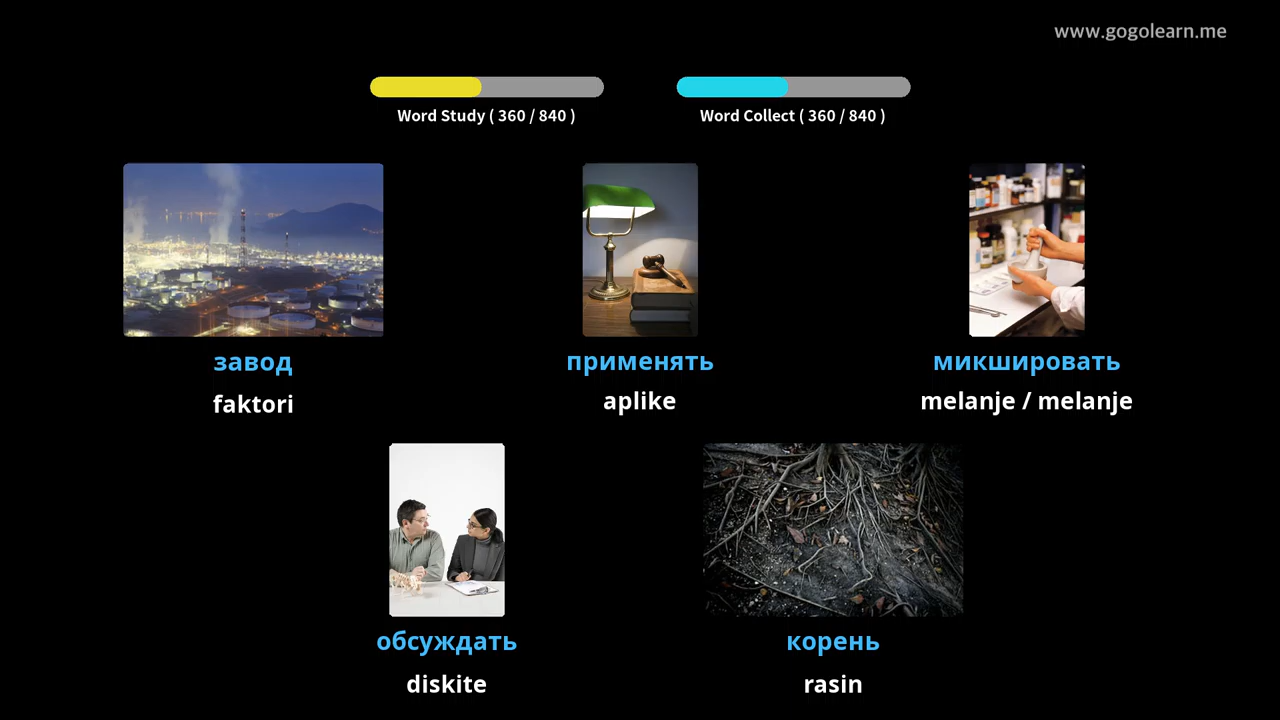 www.gogolearn.me
Word Study ( 360 / 840 )
Word Collect ( 360 / 840 )
завод
faktori
применять
aplike
микшировать
melanje / melanje
обсуждать
diskite
корень
rasin